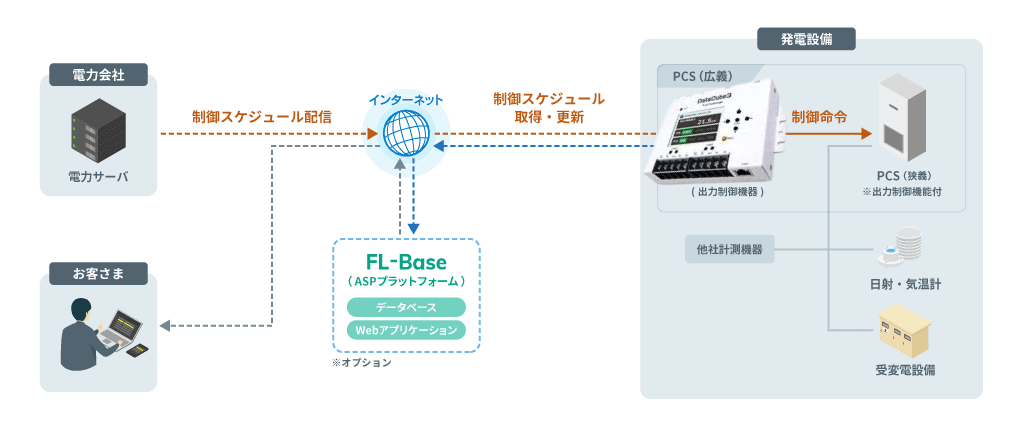 電力会社
電力サーバ
制御スケジュール配信
インターネット
制御スケジュール
取得・更新
発電設備
PCS（広義）
DataCube3
( 出力制御機器 )
制御命令
PCS（狭義）
※出力制御機能付
他社計測機器
日射・気温計
受変電設備
お客さま
FL-Base
( ASPプラットフォーム )
データベース
Webアプリケーション
※オプション